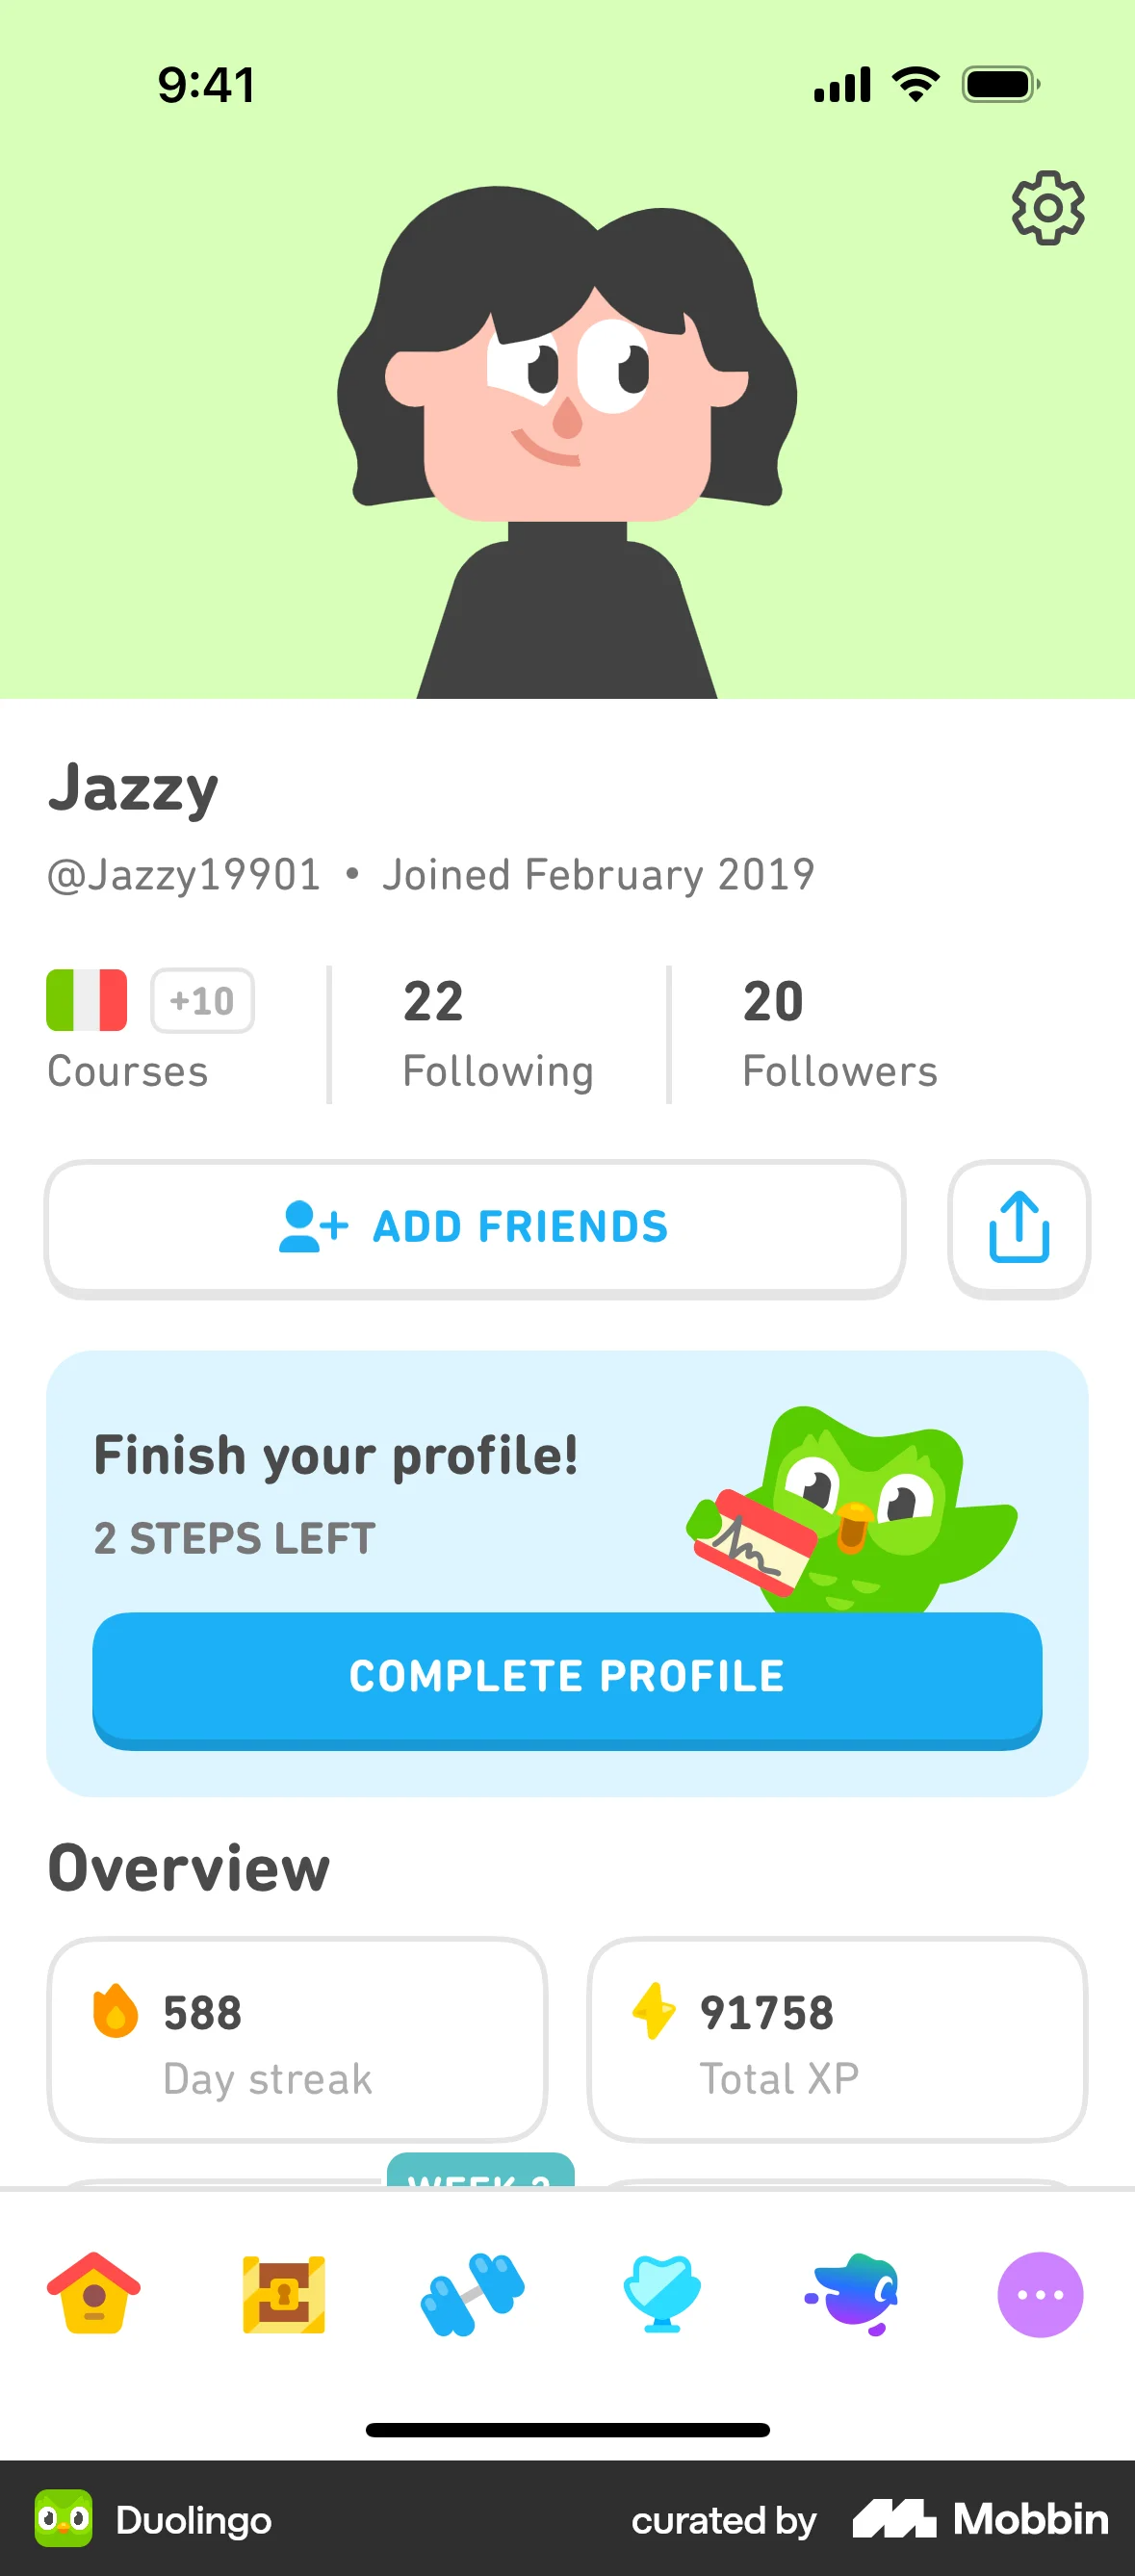 9:41
Jazzy
@Jazzy19901 • Joined February 2019
+10
Courses
22
Following
20
Followers
ADD FRIENDS
Finish your profile!
2 STEPS LEFT
COMPLETE PROFILE
Overview
588
Day streak
91758
Total XP
WEEK
Duolingo
curated by Mobbin